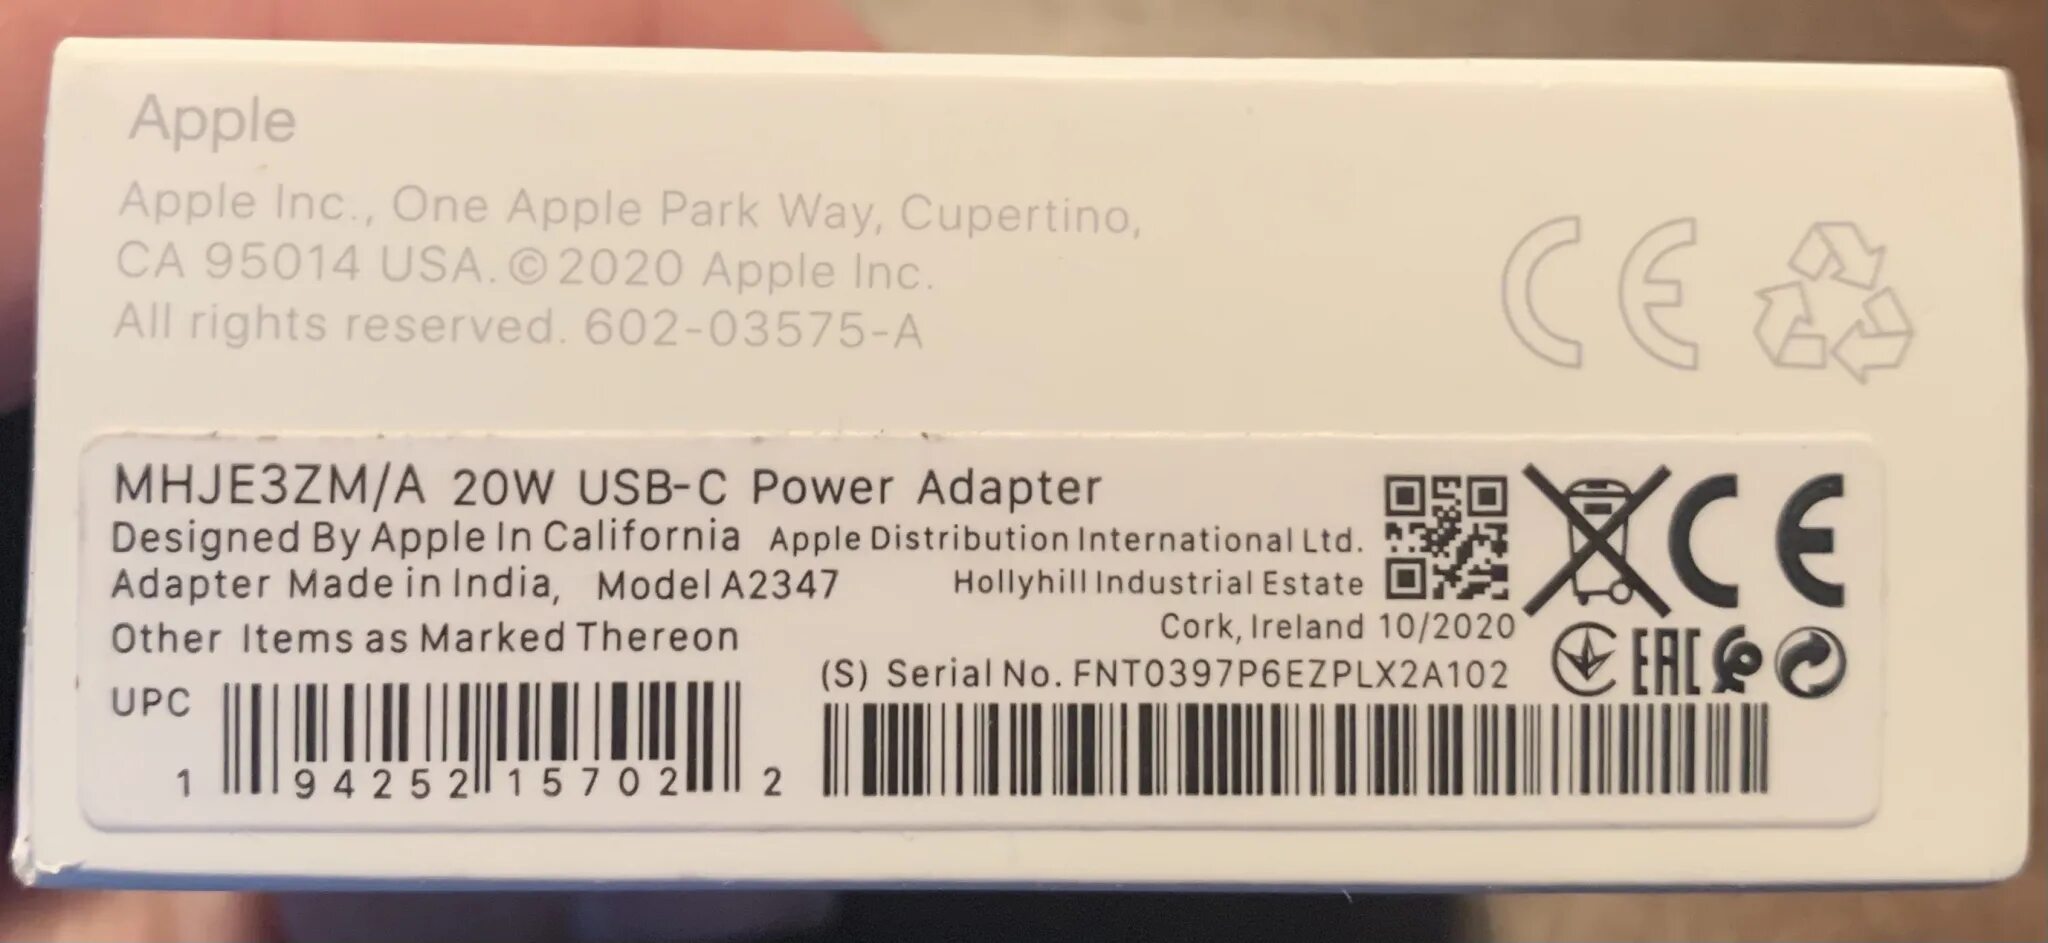 Apple
Apple Inc., One Apple Park Way, Cupertino,
CA 95014 USA. ©2020 Apple Inc.
All rights reserved. 602-03575-A
CE
MHJE3ZM/A 20W USB-C Power Adapter
Designed By Apple In California
Adapter Made in India, Model A2347
Other Items as Marked Thereon
Apple Distribution International Ltd.
Hollyhill Industrial Estate
Cork, Ireland 10/2020
CE
EAC
(S) Serial No. FNT0397P6EZPLX2A102
UPC
1 94252 15702 2